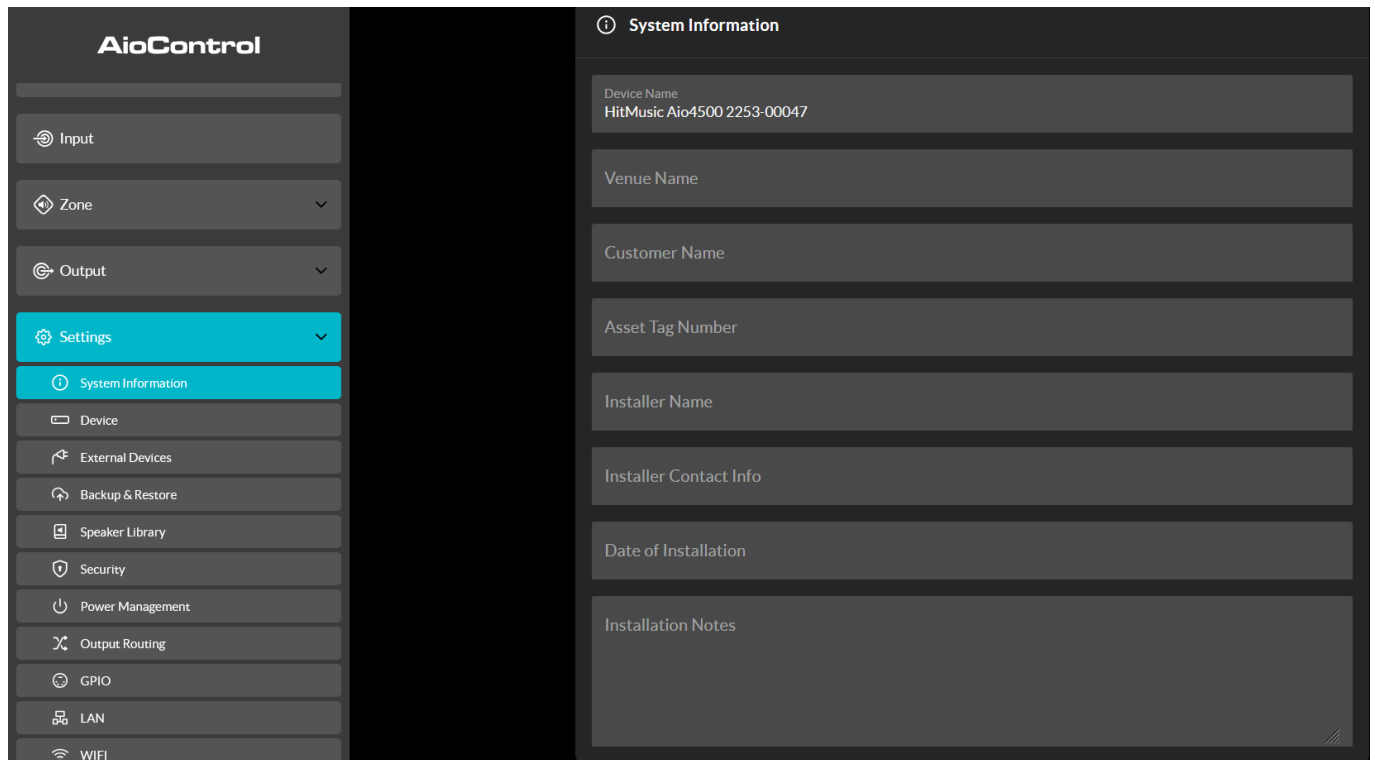 AioControl
Input
Zone
Output
Settings
System Information
Device
External Devices
Backup & Restore
Speaker Library
Security
Power Management
Output Routing
GPIO
LAN
WIFI
System Information
Device Name
HitMusic Aio4500 2253-00047
Venue Name
Customer Name
Asset Tag Number
Installer Name
Installer Contact Info
Date of Installation
Installation Notes